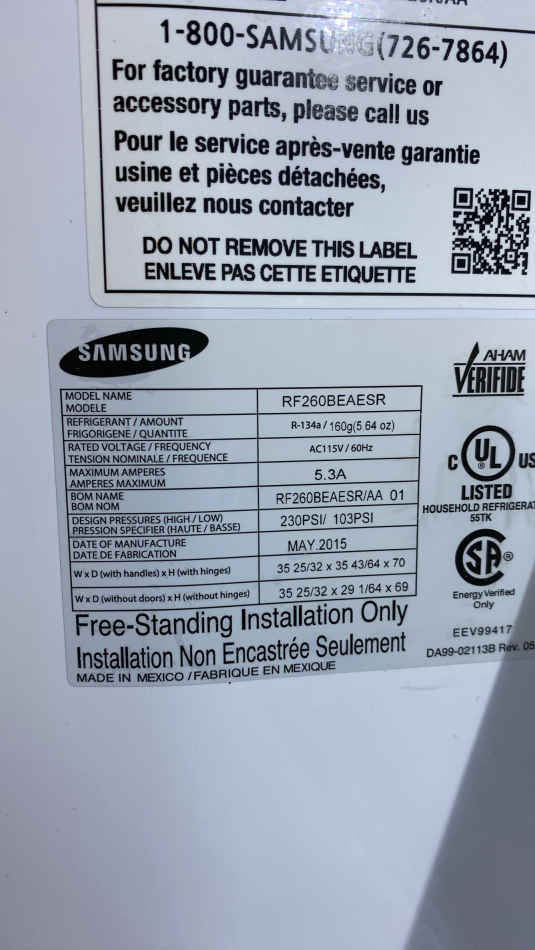 1-800-SAMSUNG(726-7864)
For factory guarantee service or
accessory parts, please call us
Pour le service après-vente garantie
usine et pièces détachées,
veuillez nous contacter
DO NOT REMOVE THIS LABEL
ENLEVE PAS CETTE ETIQUETTE
SAMSUNG
AHAM
VERIFIDE
MODEL NAME
MODELE
RF260BEAESR
REFRIGERANT / AMOUNT
FRIGORIGENE / QUANTITE
R-134a / 160g(5.64 oz)
RATED VOLTAGE / FREQUENCY
TENSION NOMINALE / FREQUENCE
AC115V / 60Hz
MAXIMUM AMPERES
AMPERES MAXIMUM
5.3A
BOM NAME
BOM NOM
RF260BEAESR/AA 01
DESIGN PRESSURES (HIGH / LOW)
PRESSION SPECIFIER (HAUTE / BASSE)
230PSI/ 103PSI
DATE OF MANUFACTURE
DATE DE FABRICATION
MAY.2015
W x D (with handles) x H (with hinges)
35 25/32 x 35 43/64 x 70
W x D (without doors) x H (without hinges)
35 25/32 x 29 1/64 x 69
C UL ® US
LISTED
HOUSEHOLD REFRIGERAT
55TK
SA ®
Energy Verified
Only
Free-Standing Installation Only
Installation Non Encastrée Seulement
MADE IN MEXICO / FABRIQUE EN MEXIQUE
EEV99417
DA99-02113B Rev. 05